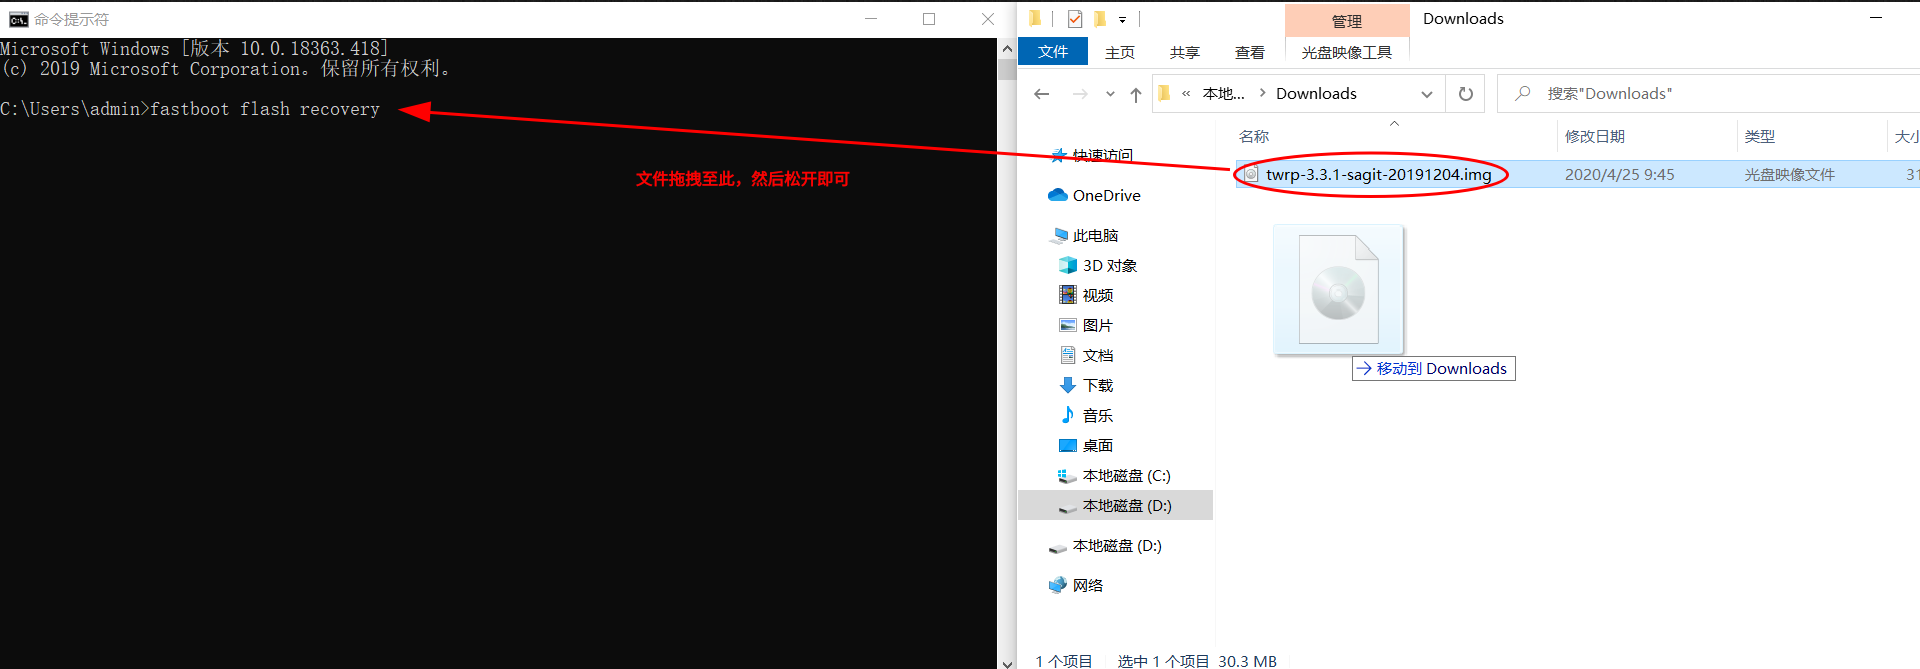 命令提示符
Microsoft Windows [版本 10.0.18363.418]
(c) 2019 Microsoft Corporation。保留所有权利。
C:\Users\admin>fastboot flash recovery
文件拖拽至此，然后松开即可
管理
Downloads
文件
主页
共享
查看
光盘映像工具
« 本地... > Downloads
搜索"Downloads"
名称
修改日期
类型
大小
twrp-3.3.1-sagit-20191204.img
2020/4/25 9:45
光盘映像文件
31
移动到 Downloads
快速访问
OneDrive
此电脑
3D 对象
视频
图片
文档
下载
音乐
桌面
本地磁盘 (C:)
本地磁盘 (D:)
本地磁盘 (D:)
网络
1 个项目
选中 1 个项目 30.3 MB